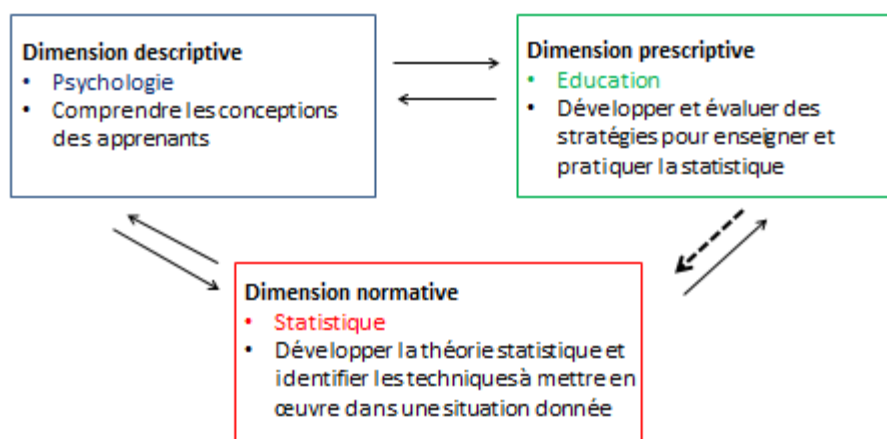 Dimension descriptive
• Psychologie
• Comprendre les conceptions
des apprenants
Dimension prescriptive
• Education
• Développer et évaluer des
stratégies pour enseigner et
pratiquer la statistique
Dimension normative
• Statistique
• Développer la théorie statistique et
identifier les techniques à mettre en
œuvre dans une situation donnée